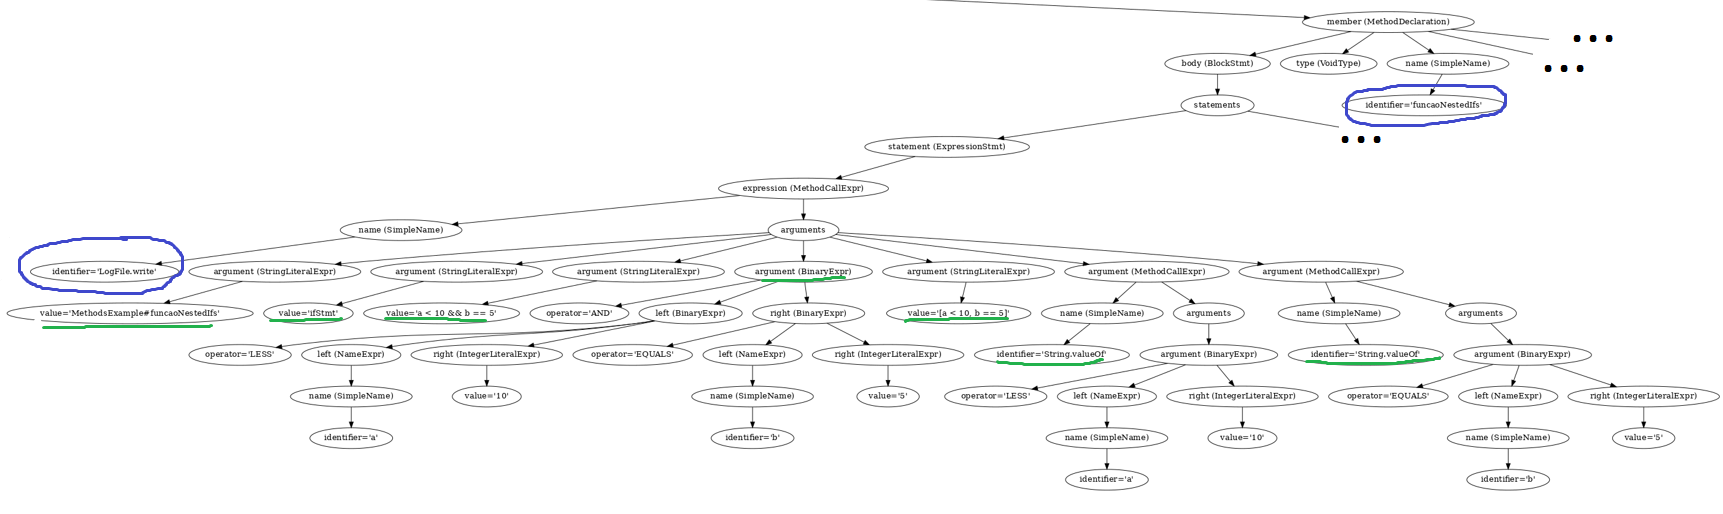 member (MethodDeclaration)
...
body (BlockStmt) type (VoidType) name (SimpleName)
...
statements identifier='funcaoNestedIfs'
...
statement (ExpressionStmt)
expression (MethodCallExpr)
name (SimpleName) arguments
identifier='LogFile.write' argument (StringLiteralExpr) argument (StringLiteralExpr) argument (StringLiteralExpr) argument (BinaryExpr) argument (StringLiteralExpr) argument (MethodCallExpr) argument (MethodCallExpr)
value='MethodsExample#funcaoNestedIfs' value='ifStmt' value='a < 10 && b == 5' operator='AND' left (BinaryExpr) right (BinaryExpr) value='[a < 10, b == 5]' name (SimpleName) arguments name (SimpleName) arguments
operator='LESS' left (NameExpr) right (IntegerLiteralExpr) operator='EQUALS' left (NameExpr) right (IntegerLiteralExpr) identifier='String.valueOf' argument (BinaryExpr) identifier='String.valueOf' argument (BinaryExpr)
name (SimpleName) value='10' name (SimpleName) value='5' operator='LESS' left (NameExpr) right (IntegerLiteralExpr) operator='EQUALS' left (NameExpr) right (IntegerLiteralExpr)
identifier='a' identifier='b' name (SimpleName) value='10' name (SimpleName) value='5'
identifier='a' identifier='b'